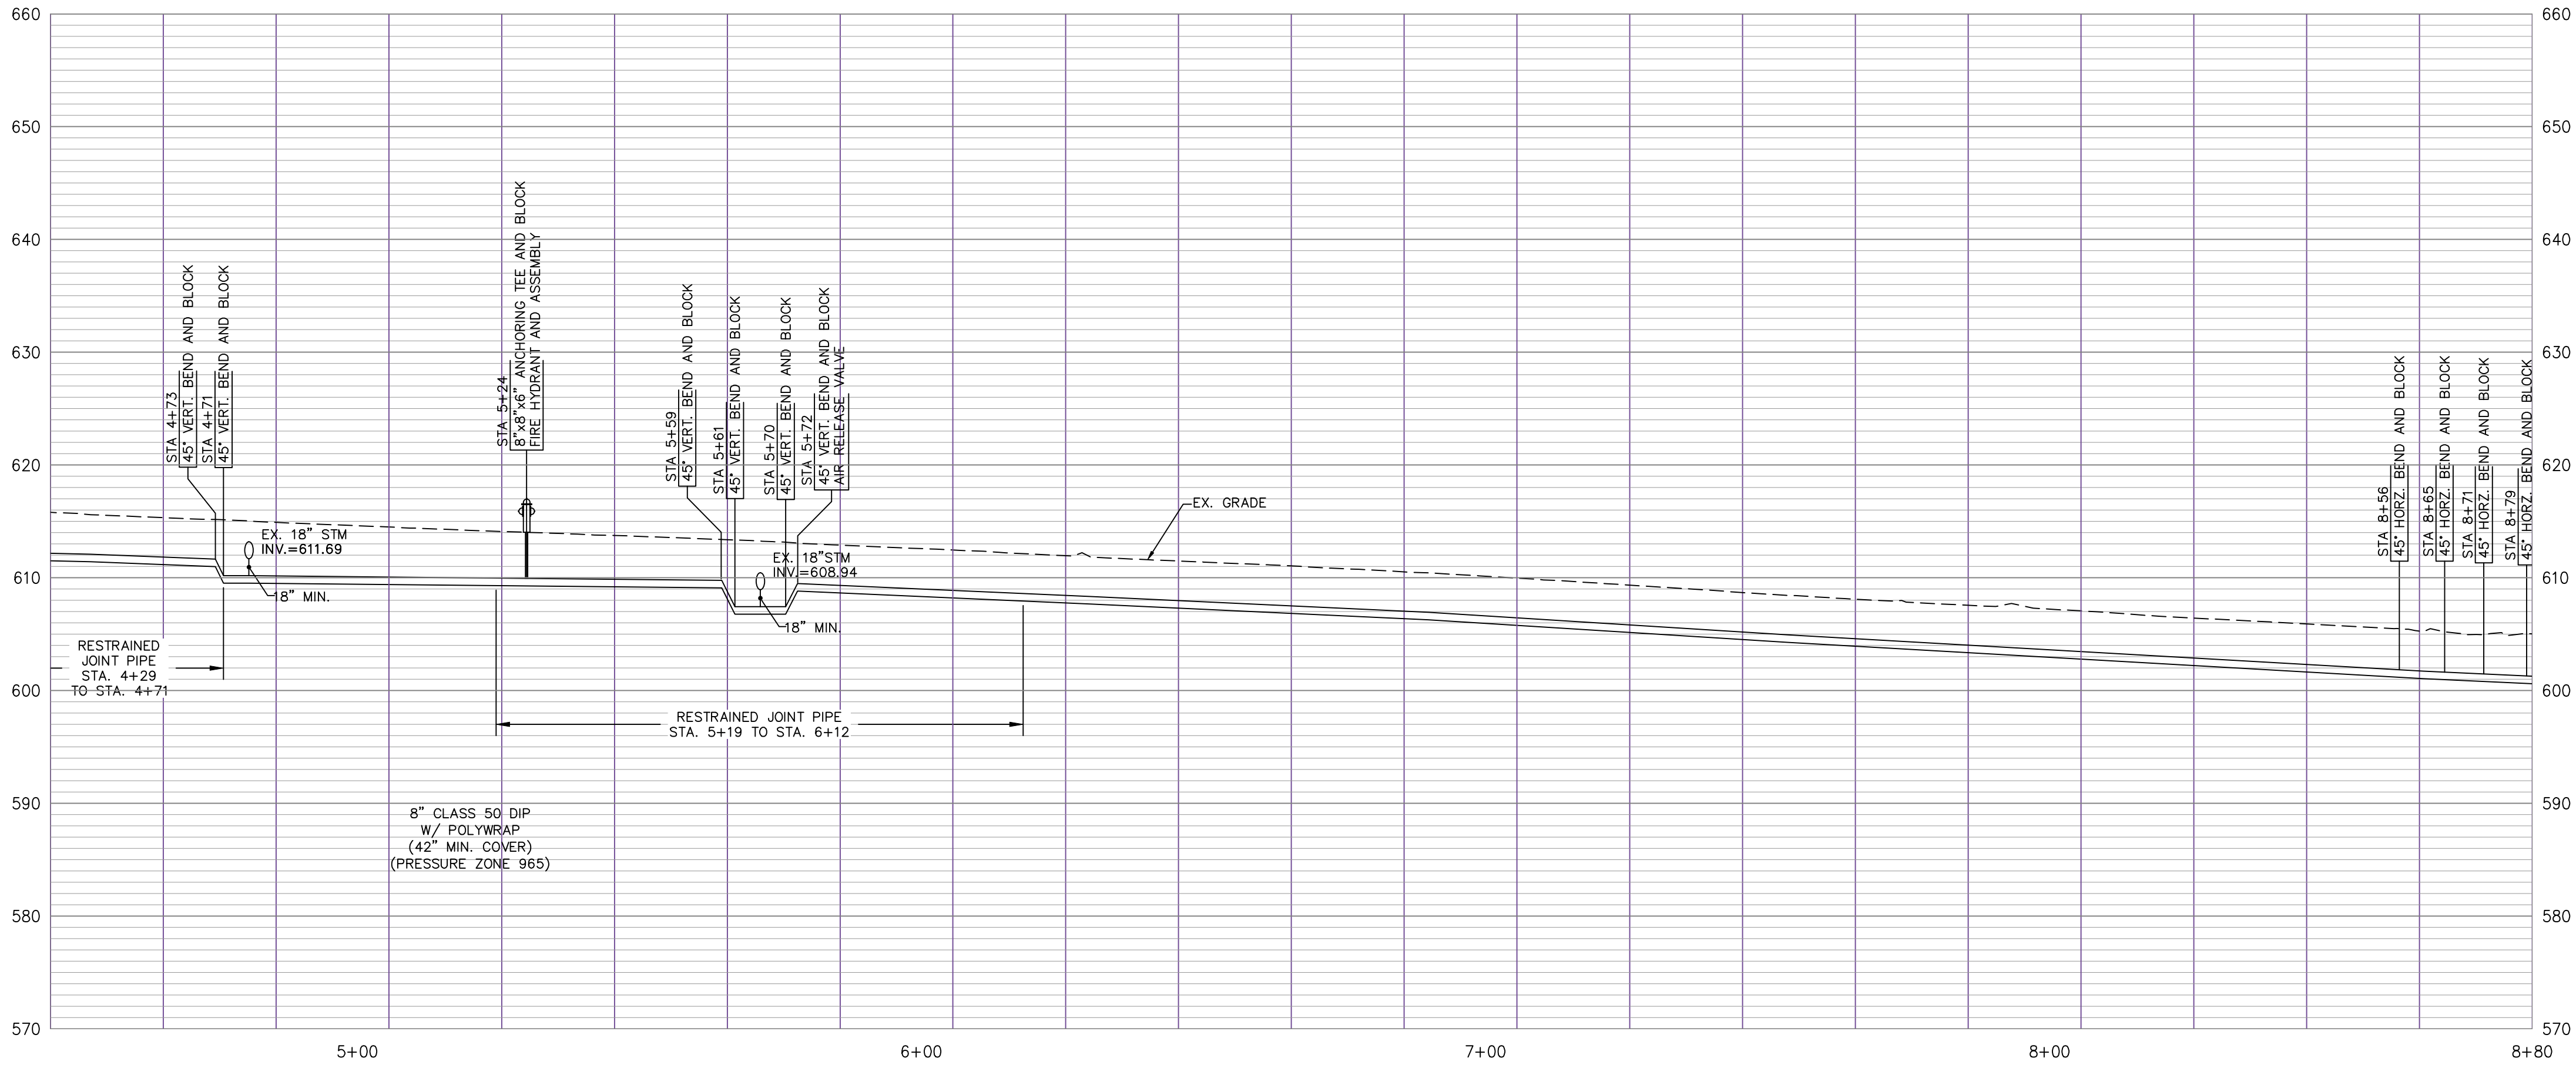 660
660
650
650
640
640
630
630
620
620
610
610
600
600
590
590
580
580
570
570
STA 4+73
45° VERT. BEND AND BLOCK
STA 4+71
45° VERT. BEND AND BLOCK
STA 5+24
8"x8"x6" ANCHORING TEE AND BLOCK
FIRE HYDRANT AND ASSEMBLY
STA 5+59
45° VERT. BEND AND BLOCK
STA 5+61
45° VERT. BEND AND BLOCK
STA 5+70
45° VERT. BEND AND BLOCK
STA 5+72
45° VERT. BEND AND BLOCK
AIR RELEASE VALVE
EX. GRADE
STA 8+56
45° HORZ. BEND AND BLOCK
STA 8+65
45° HORZ. BEND AND BLOCK
STA 8+71
45° HORZ. BEND AND BLOCK
STA 8+79
45° HORZ. BEND AND BLOCK
EX. 18" STM
INV.=611.69
18" MIN.
EX. 18"STM
INV.=608.94
18" MIN.
RESTRAINED
JOINT PIPE
STA. 4+29
TO STA. 4+71
RESTRAINED JOINT PIPE
STA. 5+19 TO STA. 6+12
8" CLASS 50 DIP
W/ POLYWRAP
(42" MIN. COVER)
(PRESSURE ZONE 965)
5+00
6+00
7+00
8+00
8+80